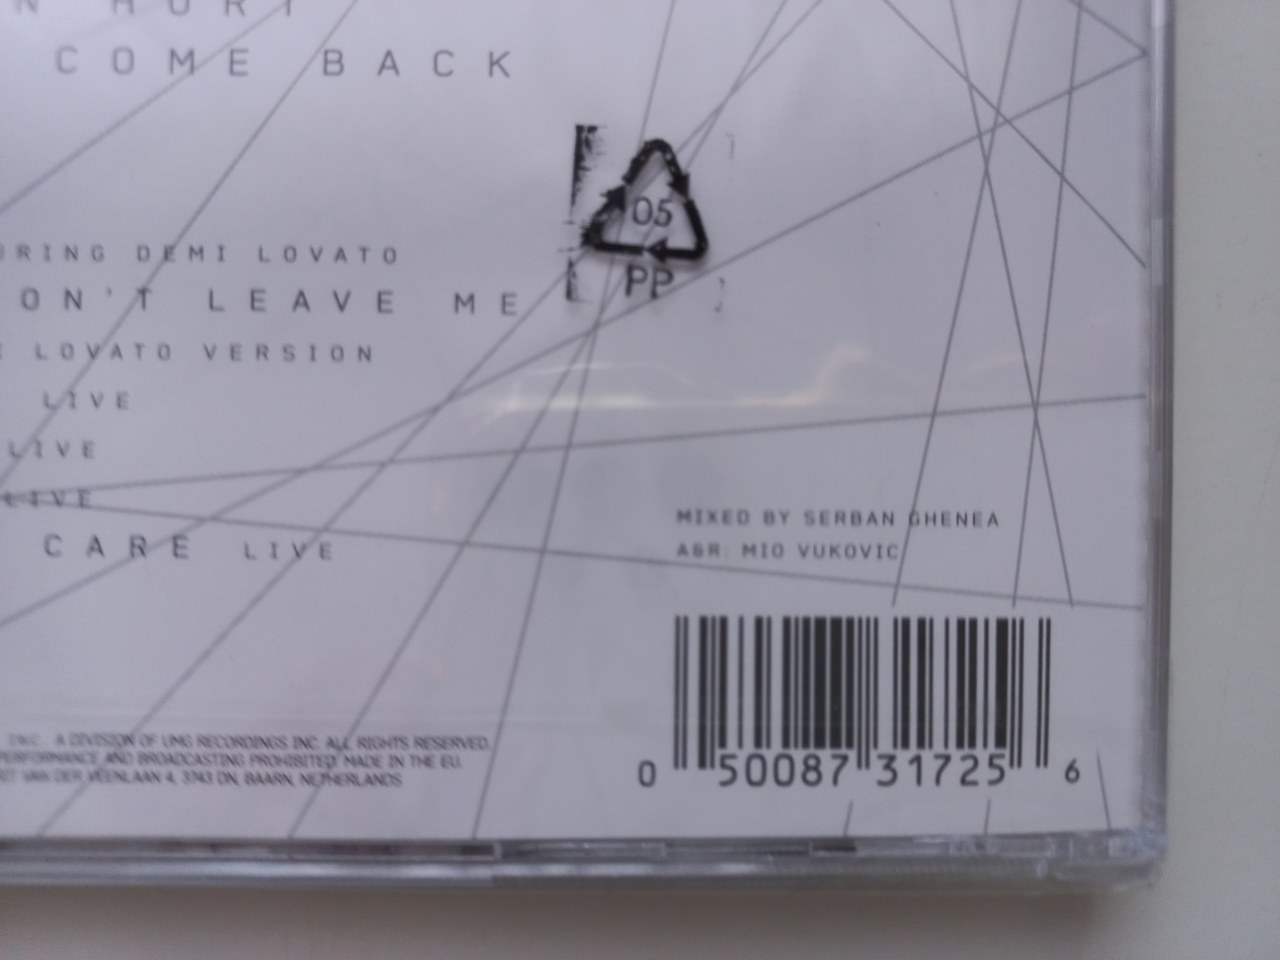 COME BACK
05
PP
DEMI LOVATO
LEAVE ME
LOVATO VERSION
LIVE
LIVE
LIVE
CARE LIVE
MIXED BY SERBAN GHENEA
A&R: MIO VUKOVIC
A DIVISION OF UMG RECORDINGS INC. ALL RIGHTS RESERVED.
PERFORMANCE AND BROADCASTING PROHIBITED. MADE IN THE EU.
VAN DER VEENLAAN 4, 3743 DN, BAARN, NETHERLANDS
0 50087 31725 6